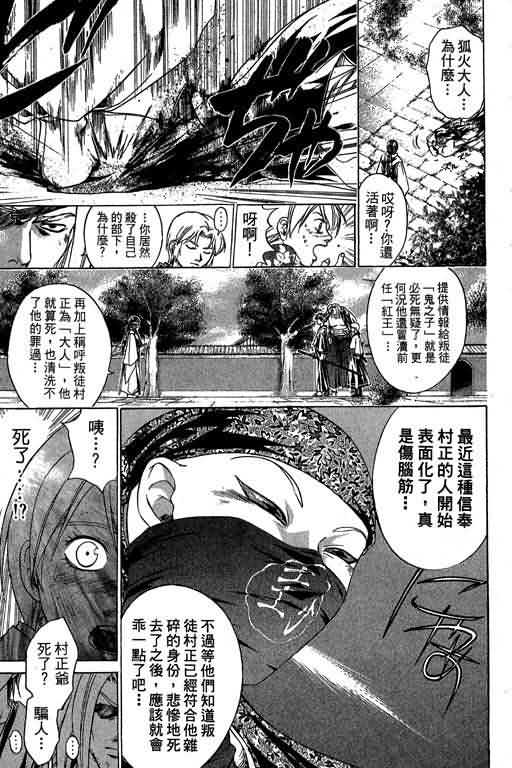 狐火大人…
為什麼…
哎呀？你還
活著啊…
ぢゃ
ズル
ズル
呀啊！
…
…你居然
殺了自己
的部下，
為什麼？
提供情報給叛徒
「鬼之子」就是
必死無疑了，更
何況他還冒瀆前
任「紅王」…
再加上稱呼叛徒村
正為「大人」，他
就算死，也清洗不
了他的罪過…
最近這種信奉
村正的人開始
表面化了，真
是傷腦筋…
不過等他們知道叛
徒村正已經符合他雜
碎的身份，悲慘地死
去了之後，應該就會
乖一點了吧…
咦…？
死了……!?
村正爺
死了？
騙人…
…
…